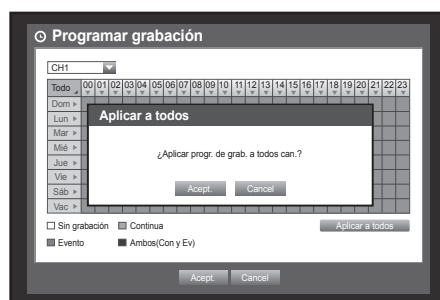 Programar grabación
CH1
Todo 00 01 02 03 04 05 06 07 08 09 10 11 12 13 14 15 16 17 18 19 20 21 22 23
Dom
Lun
Mar
Mié
Jue
Vie
Sáb
Vac
Aplicar a todos
¿Aplicar progr. de grab. a todos can.?
Acept. Cancel
Sin grabación Continua Aplicar a todos
Evento Ambos(Con y Ev)
Acept. Cancel